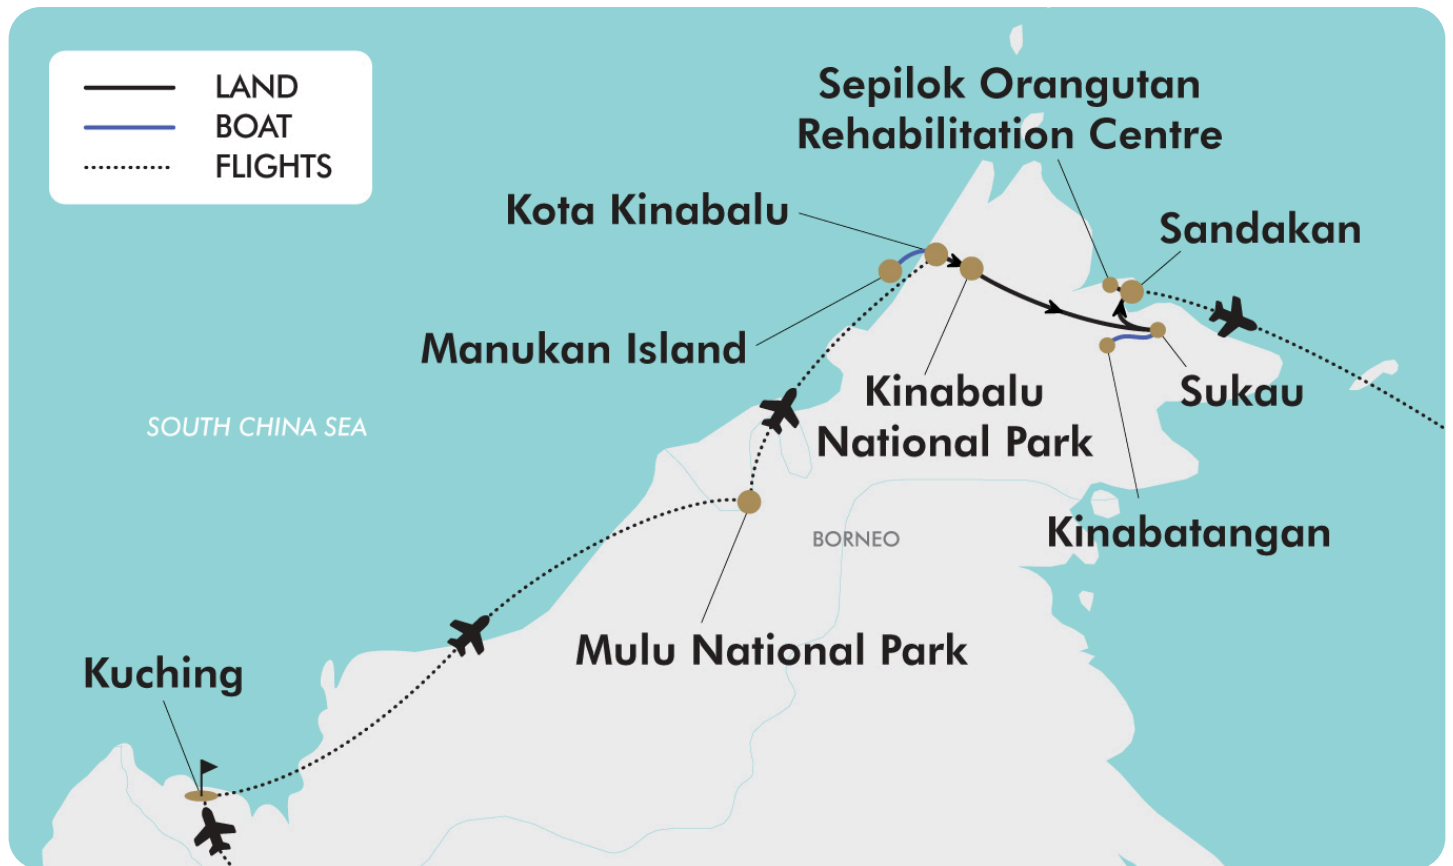 LAND
BOAT
FLIGHTS
Sepilok Orangutan
Rehabilitation Centre
Kota Kinabalu
Sandakan
Manukan Island
Kinabalu
National Park
Sukau
SOUTH CHINA SEA
BORNEO
Kinabatangan
Mulu National Park
Kuching